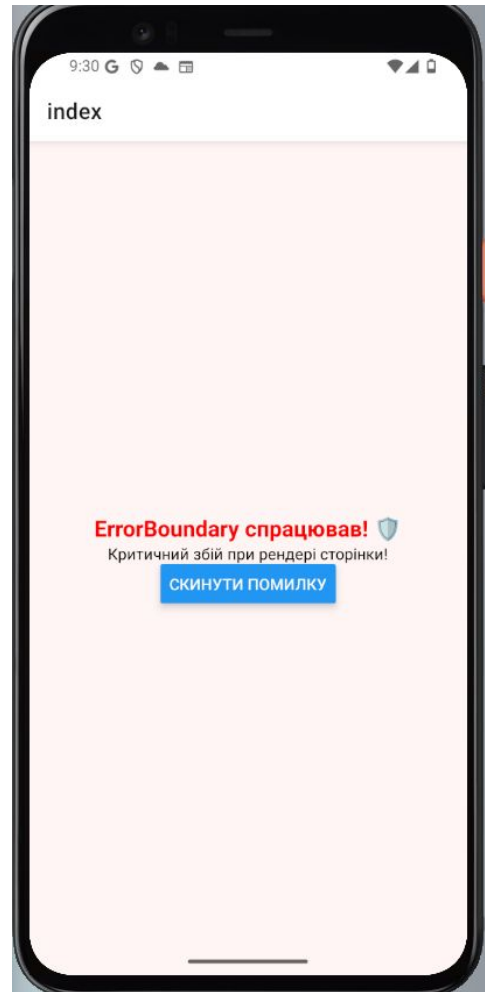 9:30 G
index
ErrorBoundary спрацював! 🛡️
Критичний збій при рендері сторінки!
СКИНУТИ ПОМИЛКУ